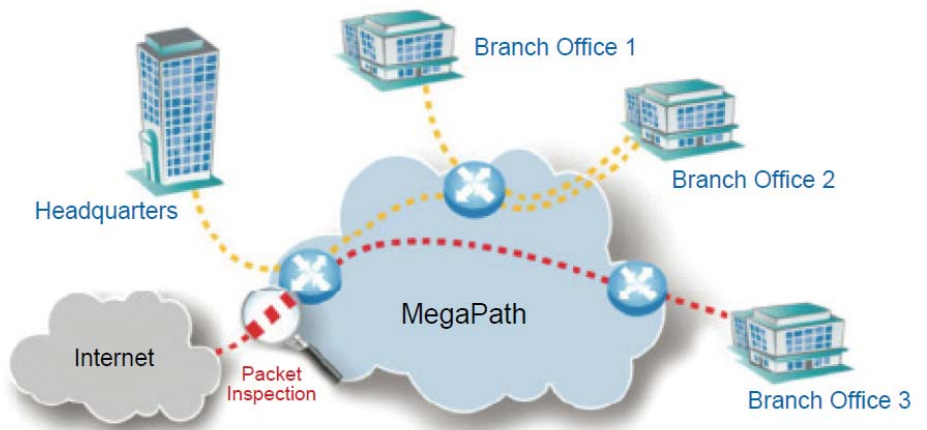 Branch Office 1
Branch Office 2
Headquarters
MegaPath
Internet
Packet
Inspection
Branch Office 3